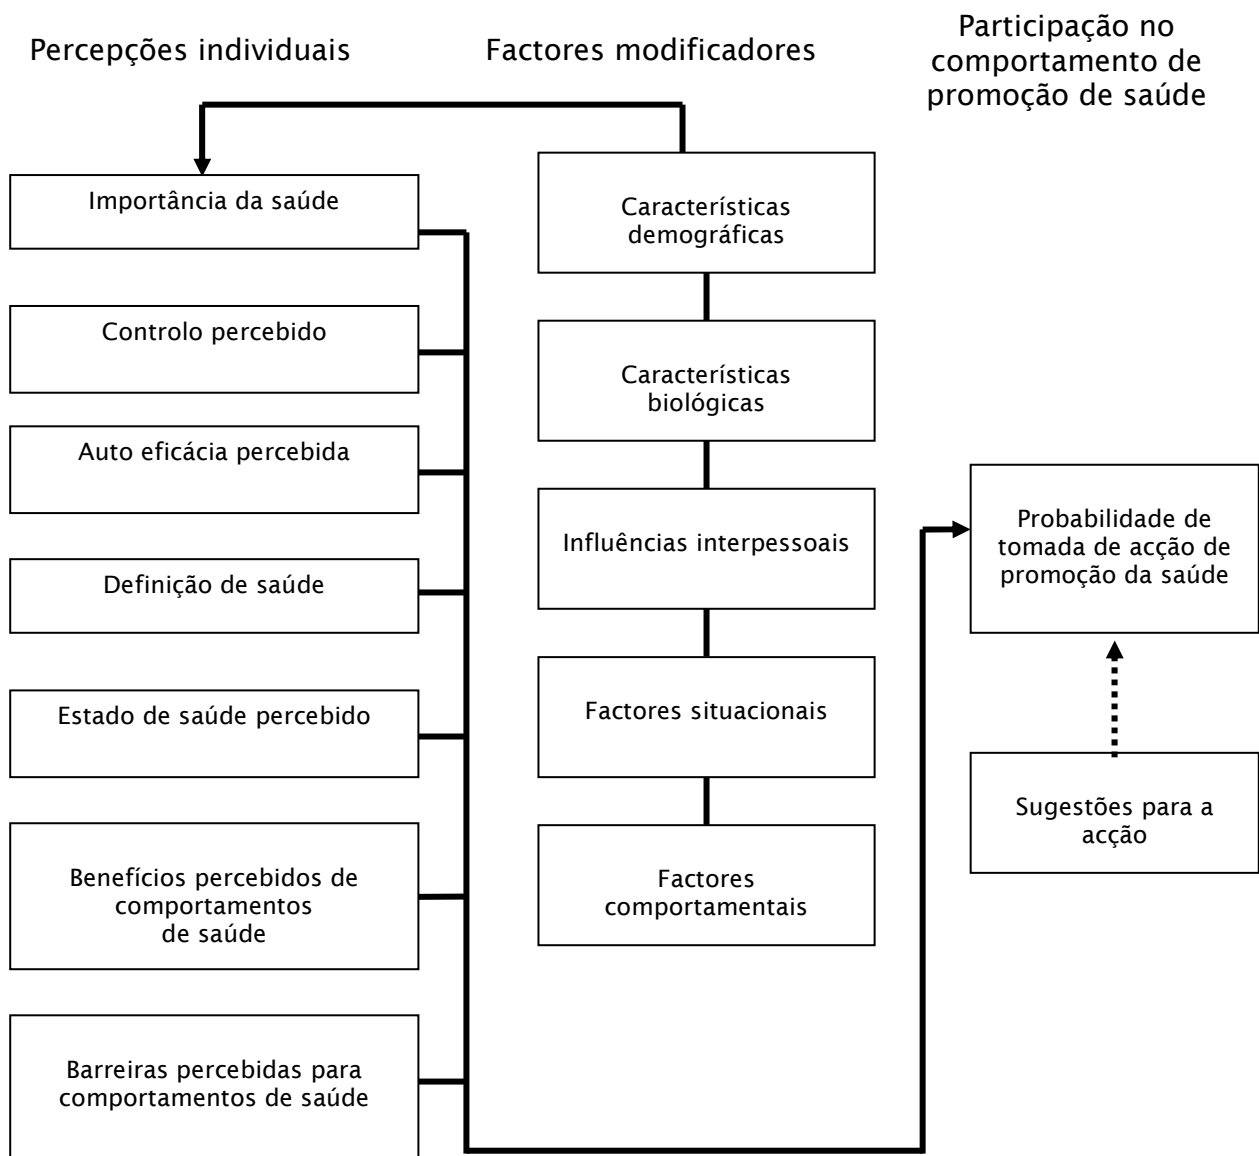 Percepções individuais
Factores modificadores
Participação no
comportamento de
promoção de saúde
Importância da saúde
Controlo percebido
Auto eficácia percebida
Definição de saúde
Estado de saúde percebido
Benefícios percebidos de
comportamentos
de saúde
Barreiras percebidas para
comportamentos de saúde
Características
demográficas
Características
biológicas
Influências interpessoais
Factores situacionais
Factores
comportamentais
Probabilidade de
tomada de acção de
promoção da saúde
Sugestões para a
acção